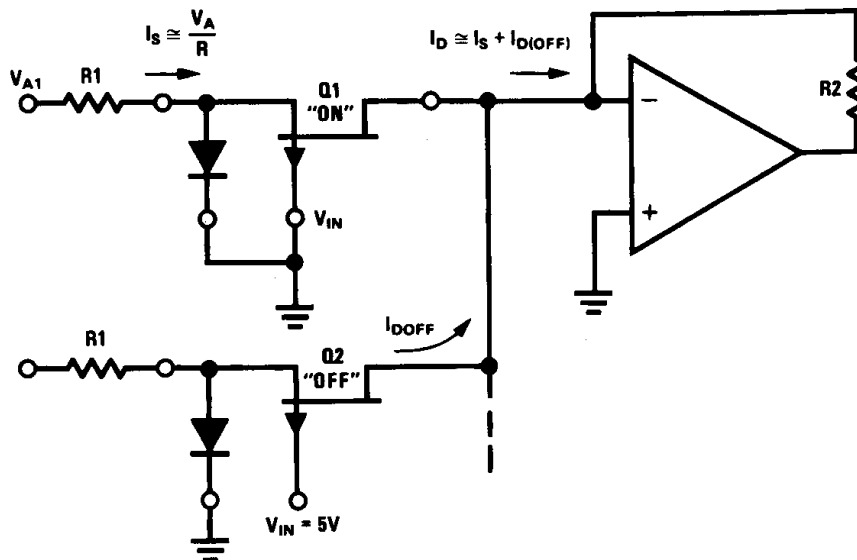 I_S ≅ V_A/R
I_D ≅ I_S + I_D(OFF)
V_A1
R1
Q1
"ON"
R2
−
+
V_IN
R1
Q2
"OFF"
I_DOFF
V_IN = 5V